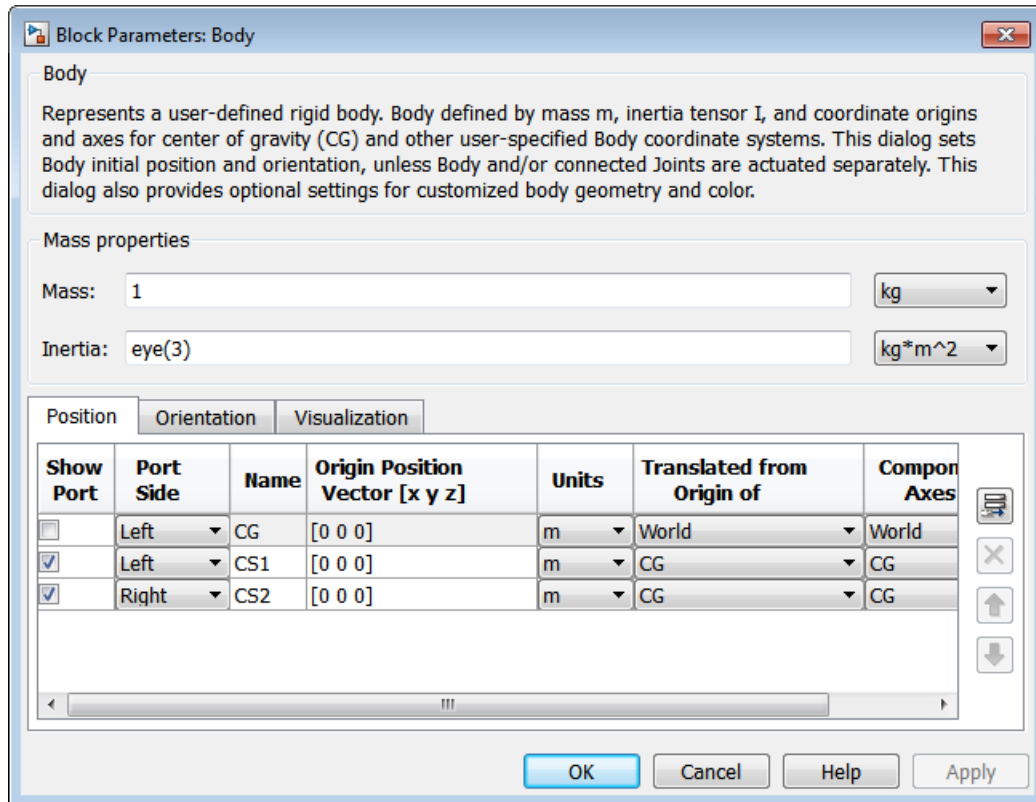 Block Parameters: Body
Body
Represents a user-defined rigid body. Body defined by mass m, inertia tensor I, and coordinate origins
and axes for center of gravity (CG) and other user-specified Body coordinate systems. This dialog sets
Body initial position and orientation, unless Body and/or connected Joints are actuated separately. This
dialog also provides optional settings for customized body geometry and color.
Mass properties
Mass: 1 kg
Inertia: eye(3) kg*m^2
Position Orientation Visualization
Show Port Name Origin Position Units Translated from Compon
Port Side Vector [x y z] Origin of Axes
Left CG [0 0 0] m World World
Left CS1 [0 0 0] m CG CG
Right CS2 [0 0 0] m CG CG
OK Cancel Help Apply